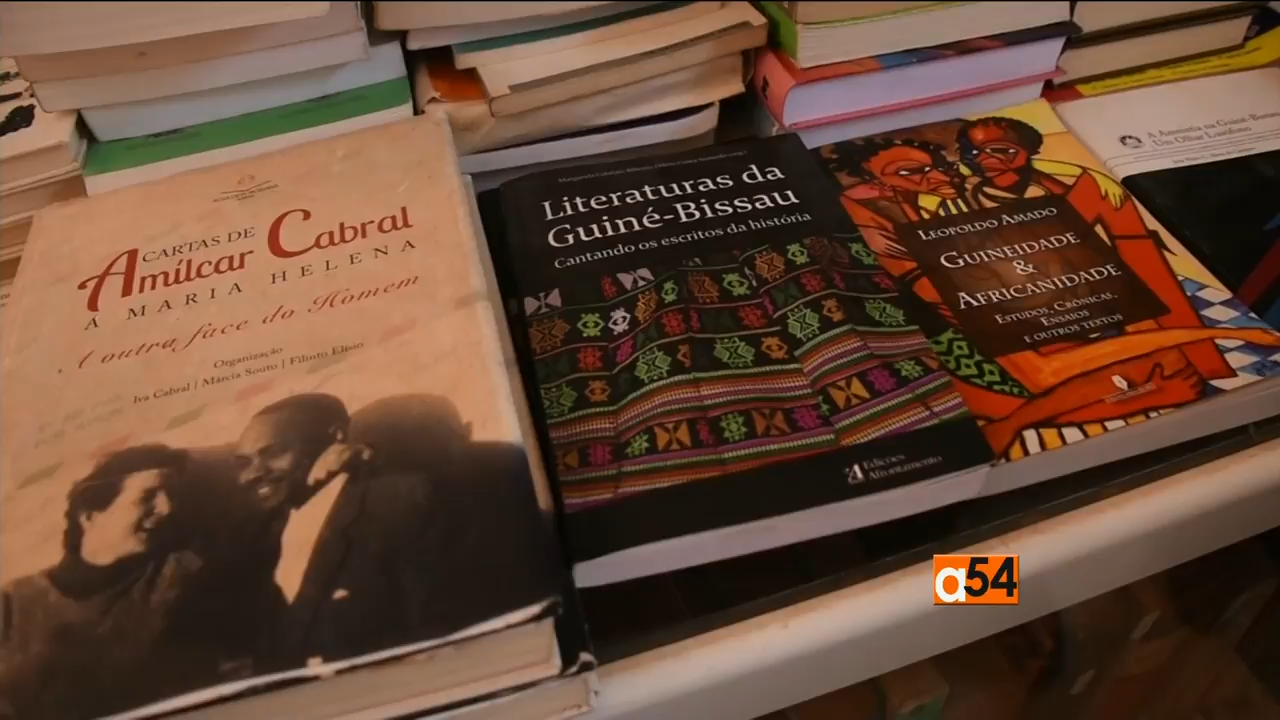 CARTAS DE
Amílcar Cabral
A MARIA HELENA
A outra face do Homem
Organização
Iva Cabral | Márcia Souto | Filinto Elísio
Literaturas da
Guiné-Bissau
Cantando os escritos da história
Edições
Afrontamento
LEOPOLDO AMADO
GUINEIDADE
&
AFRICANIDADE
ESTUDOS, CRÓNICAS,
ENSAIOS
E OUTROS TEXTOS
A Amnistia na Guiné-Bissau
Um Olhar Lusófono
a54